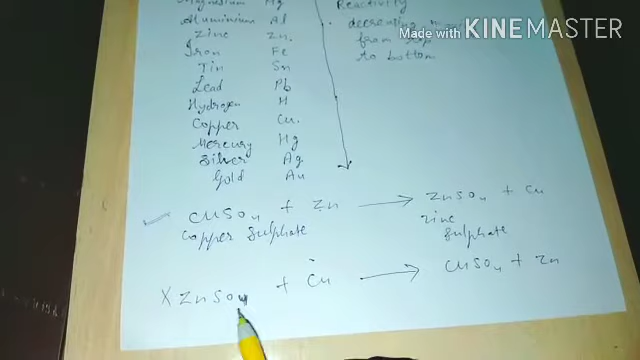 Magnesium Mg Reactivity
Aluminium Al decreasing
Zinc Zn. from top
Iron Fe to bottom
Tin Sn
Lead Pb
Hydrogen H
Copper Cu.
Mercury Hg
Silver Ag
Gold Au
Made with KINEMASTER
✓ CuSO4 + Zn → ZnSO4 + Cu
Copper Sulphate Zinc
Sulphate
X ZnSO4 + Cu → CuSO4 + Zn